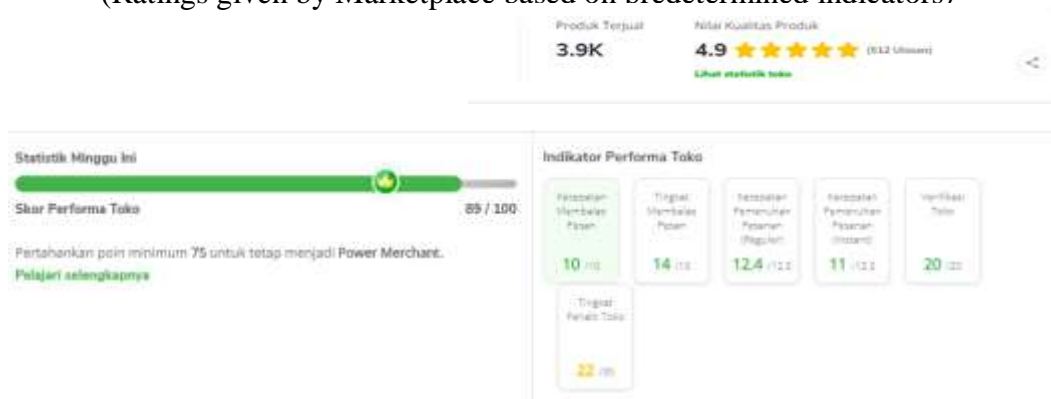 (Ratings given by Marketplace based on predetermined indicators)
Produk Terjual
3.9K
Nilai Kualitas Produk
4.9 (512 Ulasan)
Lihat statistik toko
Statistik Minggu Ini
Skor Performa Toko 89 / 100
Pertahankan poin minimum 75 untuk tetap menjadi Power Merchant.
Pelajari selengkapnya
Indikator Performa Toko
Kecepatan
Membalas
Pesan
10 /10
Tingkat
Membalas
Pesan
14
Kecepatan
Pemenuhan
Pesanan
(Reguler)
12.4
Kecepatan
Pemenuhan
Pesanan
(Instant)
11
Verifikasi
Toko
20
Tingkat
Toko
22